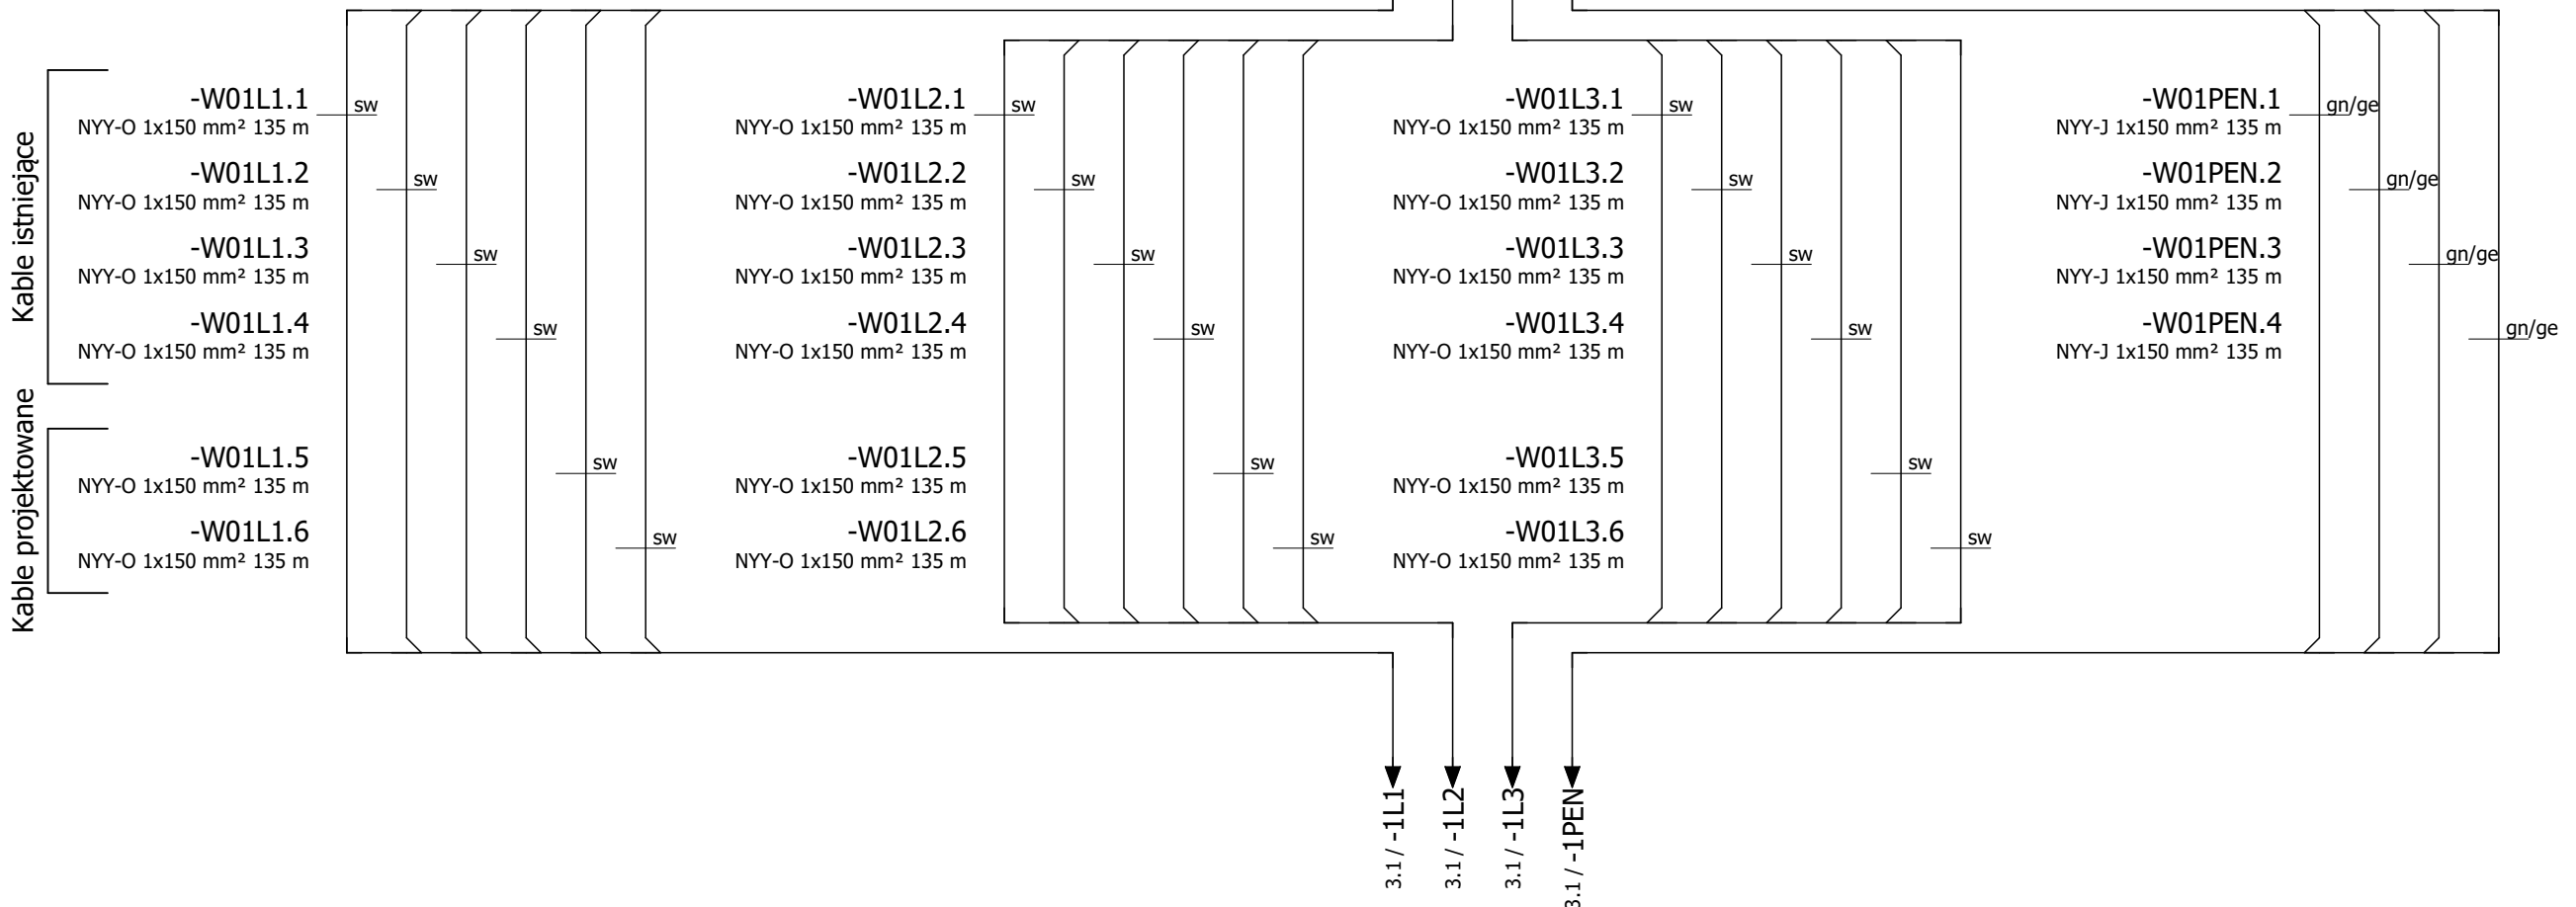 Kable istniejące
-W01L1.1
NYY-O 1x150 mm² 135 m
sw
-W01L1.2
NYY-O 1x150 mm² 135 m
sw
-W01L1.3
NYY-O 1x150 mm² 135 m
sw
-W01L1.4
NYY-O 1x150 mm² 135 m
sw
Kable projektowane
-W01L1.5
NYY-O 1x150 mm² 135 m
sw
-W01L1.6
NYY-O 1x150 mm² 135 m
sw
-W01L2.1
NYY-O 1x150 mm² 135 m
sw
-W01L2.2
NYY-O 1x150 mm² 135 m
sw
-W01L2.3
NYY-O 1x150 mm² 135 m
sw
-W01L2.4
NYY-O 1x150 mm² 135 m
sw
-W01L2.5
NYY-O 1x150 mm² 135 m
sw
-W01L2.6
NYY-O 1x150 mm² 135 m
sw
-W01L3.1
NYY-O 1x150 mm² 135 m
sw
-W01L3.2
NYY-O 1x150 mm² 135 m
sw
-W01L3.3
NYY-O 1x150 mm² 135 m
sw
-W01L3.4
NYY-O 1x150 mm² 135 m
sw
-W01L3.5
NYY-O 1x150 mm² 135 m
sw
-W01L3.6
NYY-O 1x150 mm² 135 m
sw
-W01PEN.1
NYY-J 1x150 mm² 135 m
gn/ge
-W01PEN.2
NYY-J 1x150 mm² 135 m
gn/ge
-W01PEN.3
NYY-J 1x150 mm² 135 m
gn/ge
-W01PEN.4
NYY-J 1x150 mm² 135 m
gn/ge
3.1 / -1L1
3.1 / -1L2
3.1 / -1L3
3.1 / -1PEN